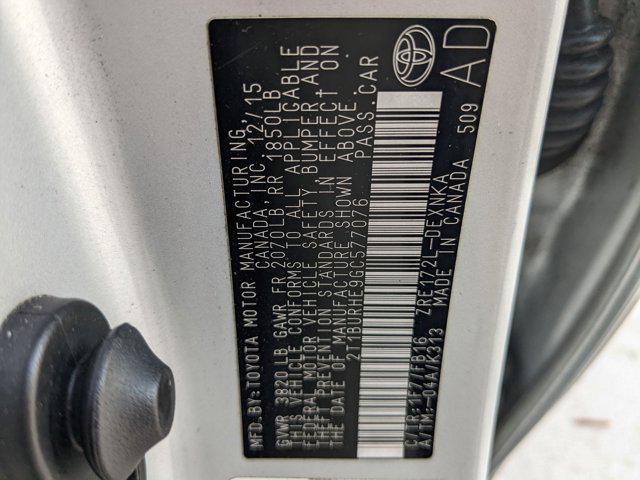 MFD.BY:TOYOTA MOTOR MANUFACTURING,
CANADA, INC. 12/15
GVWR 3820LB GAWR FR 2070LB RR 1850LB
THIS VEHICLE CONFORMS TO ALL APPLICABLE
FEDERAL MOTOR VEHICLE SAFETY BUMPER AND
THEFT PREVENTION STANDARDS IN EFFECT ON
THE DATE OF MANUFACTURE SHOWN ABOVE.
2T1BURHE9GC577076 PASS.CAR
C/TR:1F7/FB16 ZRE172L-DEXNKA
A/TM:-04A/K313 MADE IN CANADA 509
AD